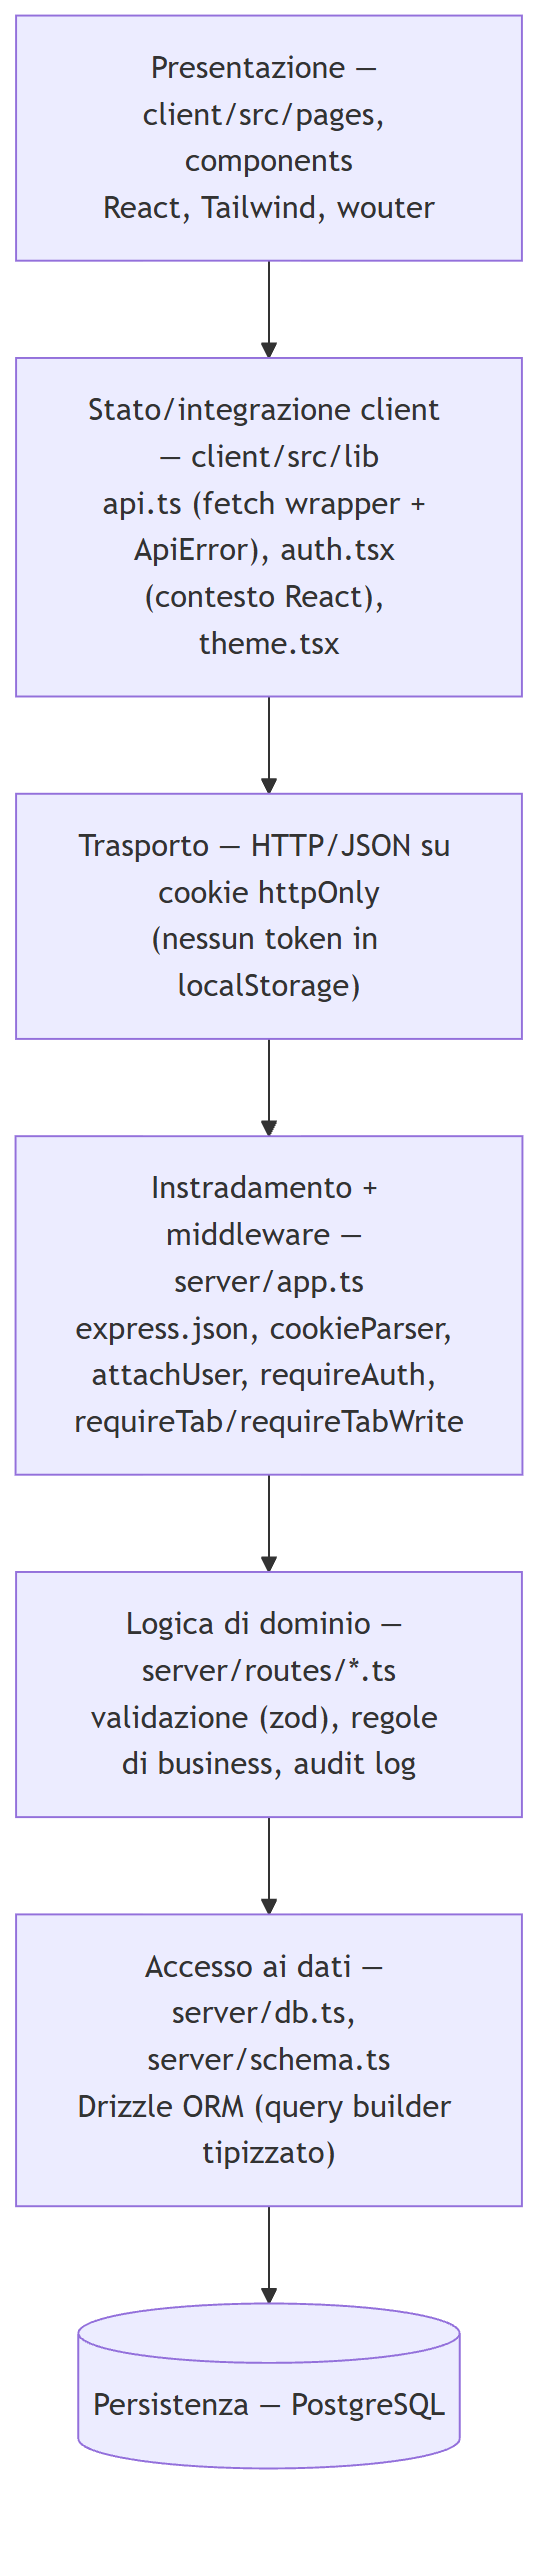 Presentazione —
client/src/pages,
components
React, Tailwind, wouter
Stato/integrazione client
— client/src/lib
api.ts (fetch wrapper +
ApiError), auth.tsx
(contesto React),
theme.tsx
Trasporto — HTTP/JSON su
cookie httpOnly
(nessun token in
localStorage)
Instradamento +
middleware —
server/app.ts
express.json, cookieParser,
attachUser, requireAuth,
requireTab/requireTabWrite
Logica di dominio —
server/routes/*.ts
validazione (zod), regole
di business, audit log
Accesso ai dati —
server/db.ts,
server/schema.ts
Drizzle ORM (query builder
tipizzato)
Persistenza — PostgreSQL